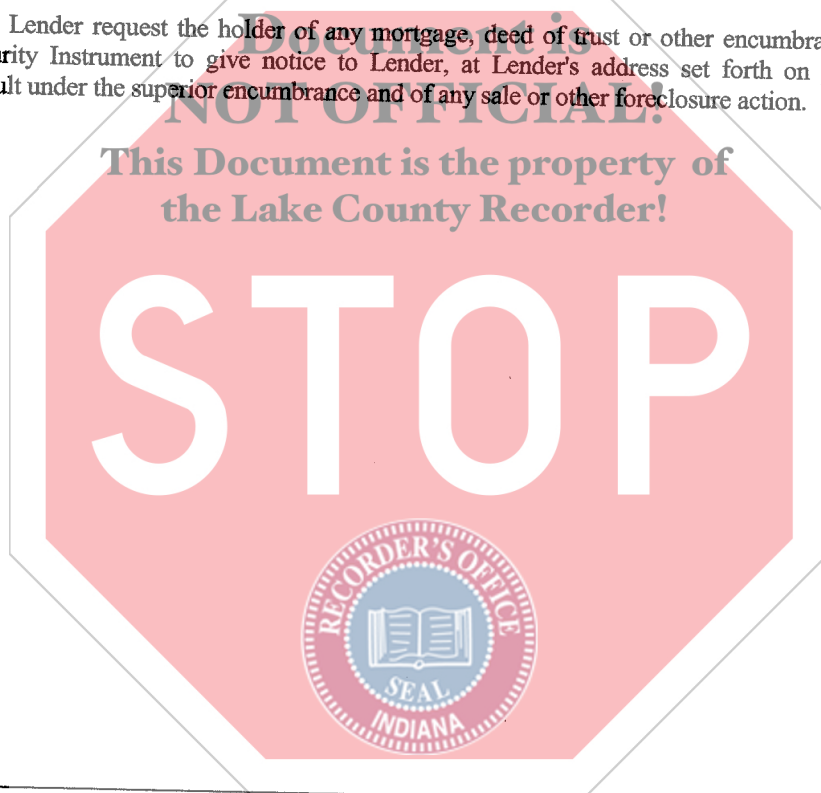 Lender request the holder of any mortgage, deed of trust or other encumbra
urity Instrument to give notice to Lender, at Lender's address set forth on
ult under the superior encumbrance and of any sale or other foreclosure action.
Document is
NOT OFFICIAL!
This Document is the property of
the Lake County Recorder!
STOP
RECORDER'S OFFICE
SEAL
INDIANA